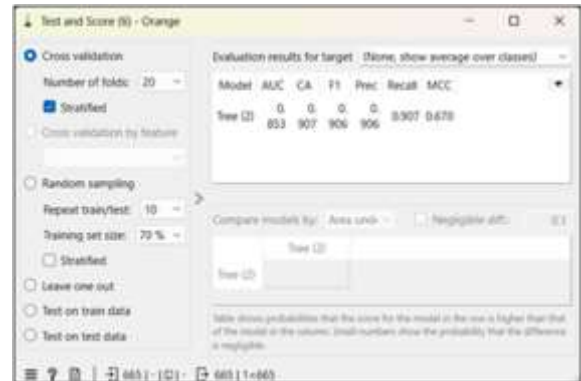 Test and Score (6) - Orange
Cross validation
Number of folds: 20
Stratified
Cross validation by feature
Random sampling
Repeat train/test: 10
Training set size: 70 %
Stratified
Leave one out
Test on train data
Test on test data
Evaluation results for target (None, show average over classes)
Model AUC CA F1 Prec Recall MCC
Tree (2) 0.853 0.907 0.906 0.906 0.907 0.670
Compare models by: Area unde
Negligible diff.: 0.1
Tree (2)
Tree (2)
Table shows probabilities that the score for the model in the row is higher than that
of the model in the column. Small numbers show the probability that the difference
is negligible.
665 | - | - 665 | 1×665